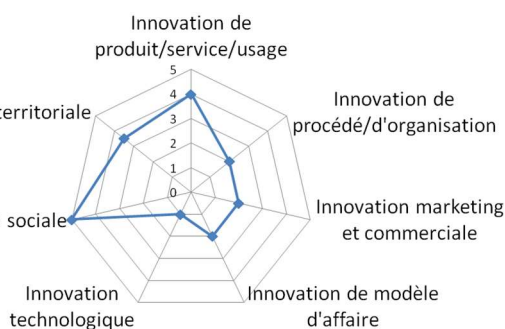 Innovation de
produit/service/usage
5
4
3
2
1
0
Innovation de
procédé/d'organisation
Innovation marketing
et commerciale
Innovation de modèle
d'affaire
Innovation
technologique
sociale
territoriale